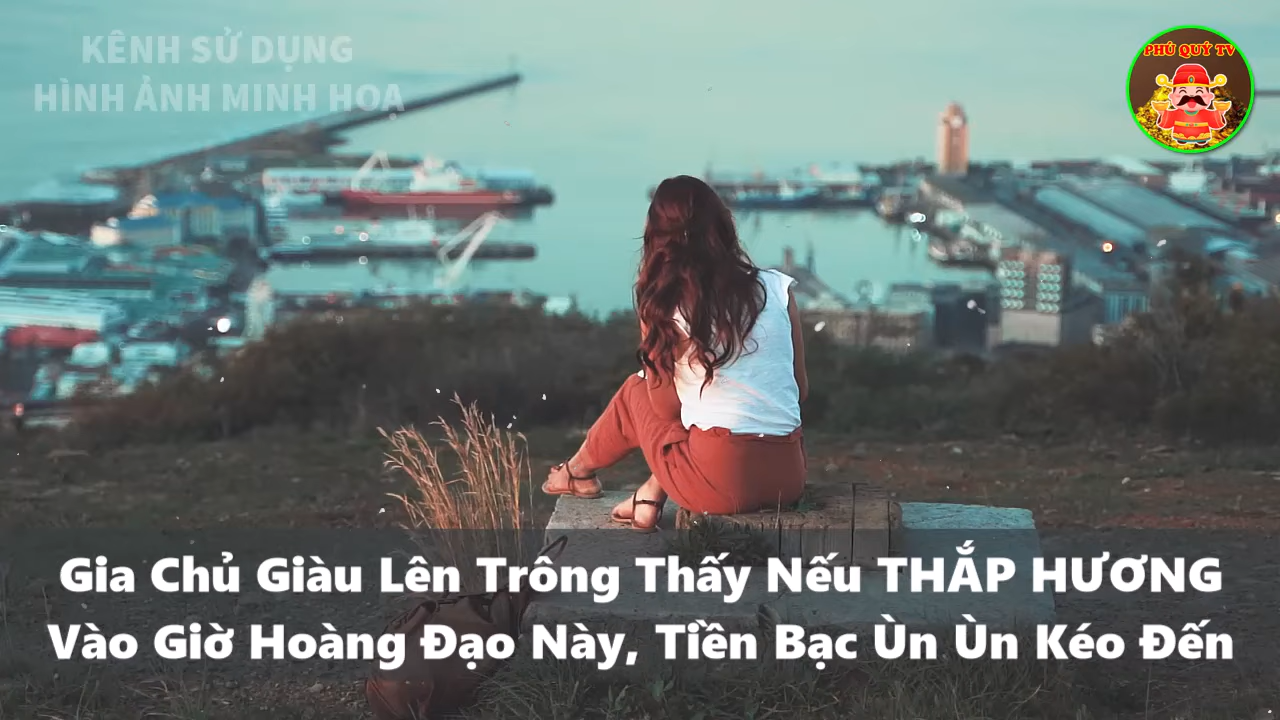 KÊNH SỬ DỤNG
HÌNH ẢNH MINH HOA
PHÚ QUÝ TV
Gia Chủ Giàu Lên Trông Thấy Nếu THẮP HƯƠNG
Vào Giờ Hoàng Đạo Này, Tiền Bạc Ùn Ùn Kéo Đến